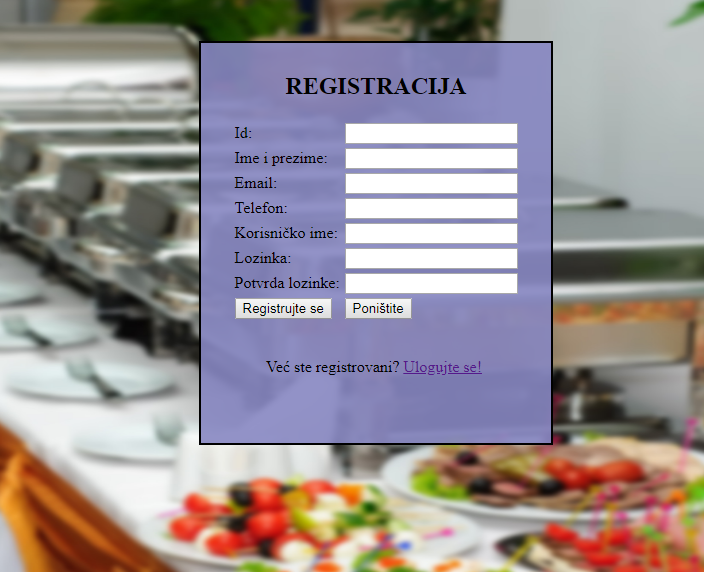 REGISTRACIJA
Id:
Ime i prezime:
Email:
Telefon:
Korisničko ime:
Lozinka:
Potvrda lozinke:
Registrujte se Poništite
Već ste registrovani? Ulogujte se!